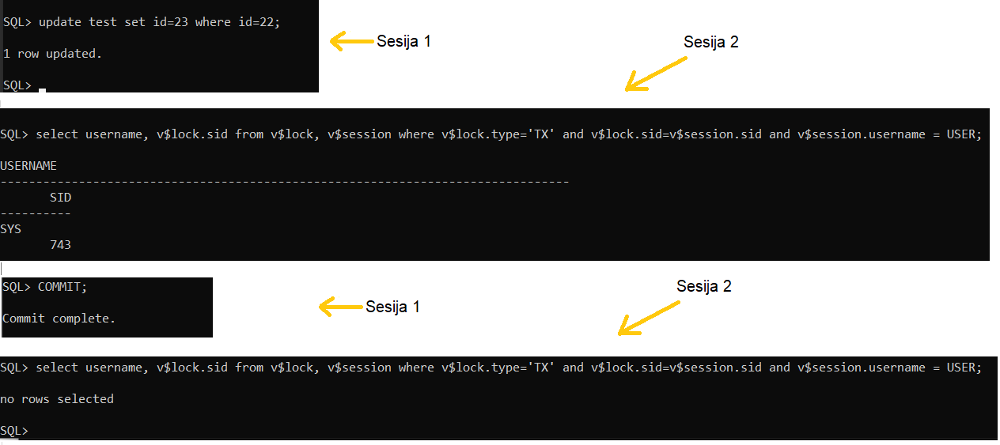 SQL> update test set id=23 where id=22;
Sesija 1
Sesija 2
1 row updated.
SQL>
SQL> select username, v$lock.sid from v$lock, v$session where v$lock.type='TX' and v$lock.sid=v$session.sid and v$session.username = USER;
USERNAME
--------------------------------------------------------------------------------
SID
----------
SYS
743
SQL> COMMIT;
Sesija 2
Sesija 1
Commit complete.
SQL> select username, v$lock.sid from v$lock, v$session where v$lock.type='TX' and v$lock.sid=v$session.sid and v$session.username = USER;
no rows selected
SQL>